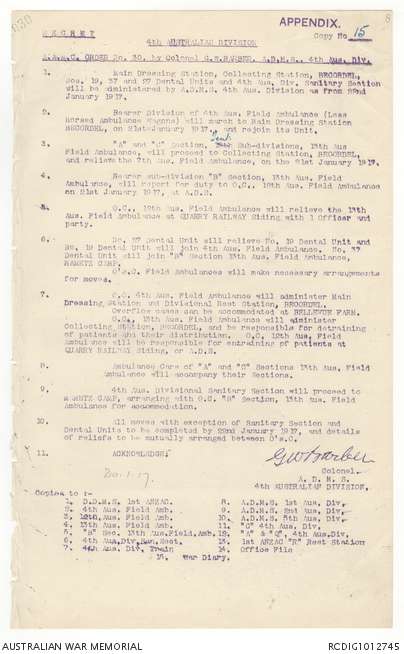 APPENDIX.
SECRET
Copy No 15
4th AUSTRALIAN DIVISION
A.A.M.C. ORDER No. 30. by Colonel G.W.BARBER, A.D.M.S., 4th Aus. Div.
1. Main Dressing Station, Collecting Station, BECORDEL,
Nos. 19, 37 and 27 Dental Units and 4th Aus. Div. Sanitary Section
will be administered by A.D.M.S. 4th Aus. Division as from 22nd
January 1917.
2. Bearer Division of 4th Aus. Field Ambulance (Less
Horsed Ambulance Wagons) will march to Main Dressing Station
BECORDEL, on 21st January 1917, and rejoin its Unit.
3. "A" and "C" Section, Tent Sub-divisions, 13th Aus.
Field Ambulance, will proceed to Collecting Station, BECORDEL,
and relieve the 7th Aus. Field Ambulance, on the 21st January 1917.
4. Bearer sub-division "B" Section, 13th Aus. Field
Ambulance, will report for duty to O.C., 12th Aus. Field Ambulance
on 21st January 1917, at A.D.S.
5. O.C., 12th Aus. Field Ambulance will relieve the 13th
Aus. Field Ambulance at QUARRY RAILWAY Siding with 1 Officer and
party.
6. No. 27 Dental Unit will relieve No. 19 Dental Unit and
No. 19 Dental Unit will join 4th Aus. Field Ambulance. No. 37
Dental Unit will join "B" Section 13th Aus. Field Ambulance,
MAMETZ CAMP.
O's.C. Field Ambulances will make necessary arrangements
for moves.
7. O.C. 4th Aus. Field Ambulance will administer Main
Dressing Station and Divisional Rest Station, BECORDEL.
Overflow cases can be accommodated at BELLEVUE FARM.
O.C., 13th Aus. Field Ambulance will administer
Collecting Station, BECORDEL, and be responsible for detraining
of patients and their distribution. O.C. 12th Aus. Field
Ambulance will be responsible for entraining of patients at
QUARRY RAILWAY Siding, or A.D.S.
8. Ambulance Cars of "A" and "C" Sections 13th Aus. Field
Ambulance will accompany their Sections.
9. 4th Aus. Divisional Sanitary Section will proceed to
MAMETZ CAMP, arranging with O.C. "B" Section, 13th Aus. Field
Ambulance for accommodation.
10. All moves with exception of Sanitary Section and
Dental Units to be completed by 22nd January 1917, and details
of reliefs to be mutually arranged between O's.C.
11. ACKNOWLEDGE.
GWBarber
Colonel.
A. D. M. S.
4th AUSTRALIAN DIVISION.
Copies to :-
1. D.D.M.S. 1st ANZAC.
2. 4th Aus. Field Amb.
3. 12th Aus. Field Amb.
4. 13th Aus. Field Amb.
5. "B" Sec. 13th Aus.Field.Amb.
6. 4th Aus.Div.San.Sect.
7. 4th Aus. Div. Train
8. A.D.M.S. 1st Aus. Div.
9. A.D.M.S. 2nd Aus. Div.
10. A.D.M.S. 5th Aus. Div.
11. "G" 4th Aus. Div.
12. "A" & "Q", 4th Aus.Div.
13. 1st ANZAC "R" Rest Station
14. Office File
15. War Diary.
AUSTRALIAN WAR MEMORIAL
RCDIG1012745